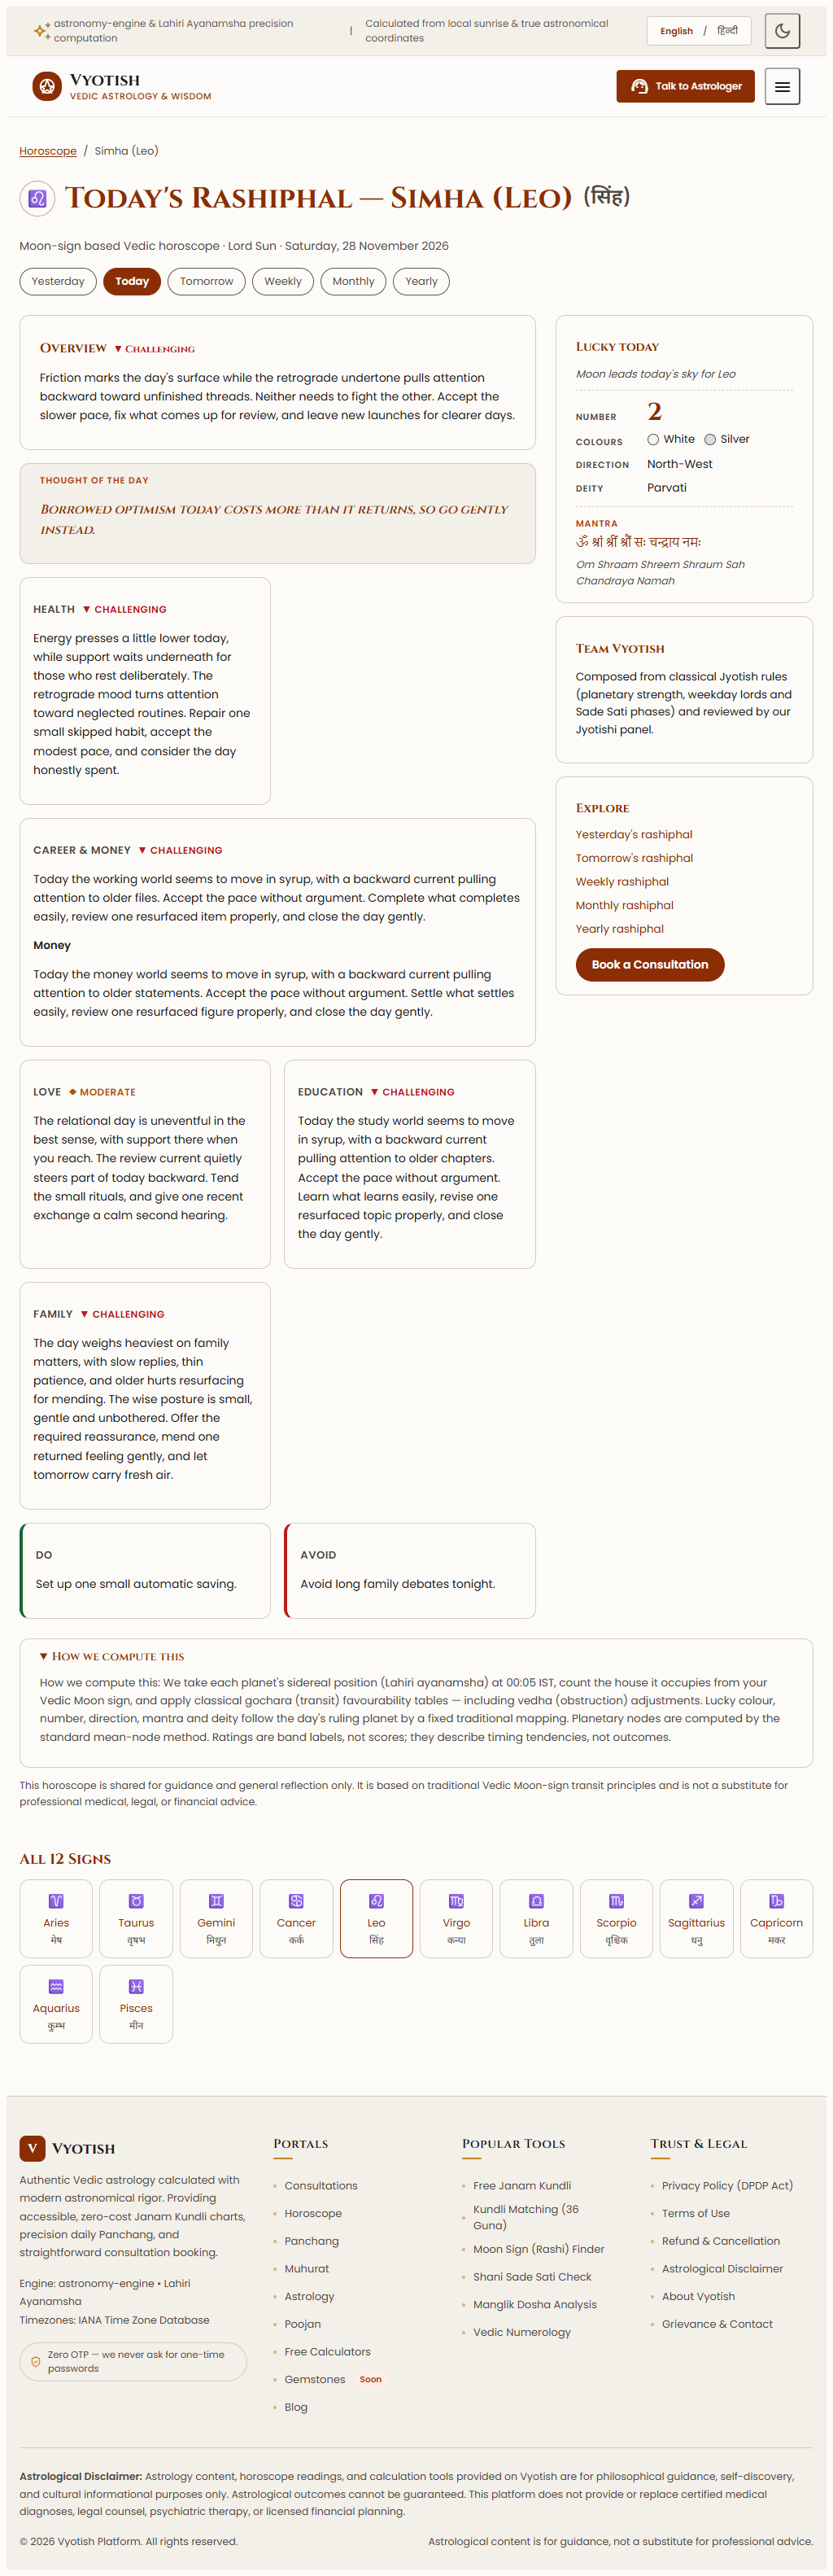 astronomy-engine & Lahiri Ayanamsha precision computation
|
Calculated from local sunrise & true astronomical coordinates
English / हिन्दी
Vyotish
VEDIC ASTROLOGY & WISDOM
Talk to Astrologer
Horoscope / Simha (Leo)
Today's Rashiphal — Simha (Leo) (सिंह)
Moon-sign based Vedic horoscope · Lord Sun · Saturday, 28 November 2026
Yesterday
Today
Tomorrow
Weekly
Monthly
Yearly
Overview ▼ Challenging
Friction marks the day's surface while the retrograde undertone pulls attention
backward toward unfinished threads. Neither needs to fight the other. Accept the
slower pace, fix what comes up for review, and leave new launches for clearer days.
THOUGHT OF THE DAY
Borrowed optimism today costs more than it returns, so go gently
instead.
HEALTH ▼ CHALLENGING
Energy presses a little lower today,
while support waits underneath for
those who rest deliberately. The
retrograde mood turns attention
toward neglected routines. Repair one
small skipped habit, accept the
modest pace, and consider the day
honestly spent.
CAREER & MONEY ▼ CHALLENGING
Today the working world seems to move in syrup, with a backward current pulling
attention to older files. Accept the pace without argument. Complete what completes
easily, review one resurfaced item properly, and close the day gently.
Money
Today the money world seems to move in syrup, with a backward current pulling
attention to older statements. Accept the pace without argument. Settle what settles
easily, review one resurfaced figure properly, and close the day gently.
LOVE ◆ MODERATE
The relational day is uneventful in the
best sense, with support there when
you reach. The review current quietly
steers part of today backward. Tend
the small rituals, and give one recent
exchange a calm second hearing.
EDUCATION ▼ CHALLENGING
Today the study world seems to move
in syrup, with a backward current
pulling attention to older chapters.
Accept the pace without argument.
Learn what learns easily, revise one
resurfaced topic properly, and close
the day gently.
FAMILY ▼ CHALLENGING
The day weighs heaviest on family
matters, with slow replies, thin
patience, and older hurts resurfacing
for mending. The wise posture is small,
gentle and unbothered. Offer the
required reassurance, mend one
returned feeling gently, and let
tomorrow carry fresh air.
DO
Set up one small automatic saving.
AVOID
Avoid long family debates tonight.
Lucky today
Moon leads today's sky for Leo
NUMBER 2
COLOURS White Silver
DIRECTION North-West
DEITY Parvati
MANTRA
ॐ श्रां श्रीं श्रौं सः चन्द्राय नमः
Om Shraam Shreem Shraum Sah
Chandraya Namah
Team Vyotish
Composed from classical Jyotish rules
(planetary strength, weekday lords and
Sade Sati phases) and reviewed by our
Jyotishi panel.
Explore
Yesterday's rashiphal
Tomorrow's rashiphal
Weekly rashiphal
Monthly rashiphal
Yearly rashiphal
Book a Consultation
▼ How we compute this
How we compute this: We take each planet's sidereal position (Lahiri ayanamsha) at 00:05 IST, count the house it occupies from your
Vedic Moon sign, and apply classical gochara (transit) favourability tables — including vedha (obstruction) adjustments. Lucky colour,
number, direction, mantra and deity follow the day's ruling planet by a fixed traditional mapping. Planetary nodes are computed by the
standard mean-node method. Ratings are band labels, not scores; they describe timing tendencies, not outcomes.
This horoscope is shared for guidance and general reflection only. It is based on traditional Vedic Moon-sign transit principles and is not a substitute for
professional medical, legal, or financial advice.
All 12 Signs
♈ Aries मेष
♉ Taurus वृषभ
♊ Gemini मिथुन
♋ Cancer कर्क
♌ Leo सिंह
♍ Virgo कन्या
♎ Libra तुला
♏ Scorpio वृश्चिक
♐ Sagittarius धनु
♑ Capricorn मकर
♒ Aquarius कुम्भ
♓ Pisces मीन
V Vyotish
Authentic Vedic astrology calculated with
modern astronomical rigor. Providing
accessible, zero-cost Janam Kundli charts,
precision daily Panchang, and
straightforward consultation booking.
Engine: astronomy-engine • Lahiri
Ayanamsha
Timezones: IANA Time Zone Database
Zero OTP — we never ask for one-time
passwords
Portals
Consultations
Horoscope
Panchang
Muhurat
Astrology
Poojan
Free Calculators
Gemstones Soon
Blog
Popular Tools
Free Janam Kundli
Kundli Matching (36
Guna)
Moon Sign (Rashi) Finder
Shani Sade Sati Check
Manglik Dosha Analysis
Vedic Numerology
Trust & Legal
Privacy Policy (DPDP Act)
Terms of Use
Refund & Cancellation
Astrological Disclaimer
About Vyotish
Grievance & Contact
Astrological Disclaimer: Astrology content, horoscope readings, and calculation tools provided on Vyotish are for philosophical guidance, self-discovery,
and cultural informational purposes only. Astrological outcomes cannot be guaranteed. This platform does not provide or replace certified medical
diagnoses, legal counsel, psychiatric therapy, or licensed financial planning.
© 2026 Vyotish Platform. All rights reserved.
Astrological content is for guidance, not a substitute for professional advice.